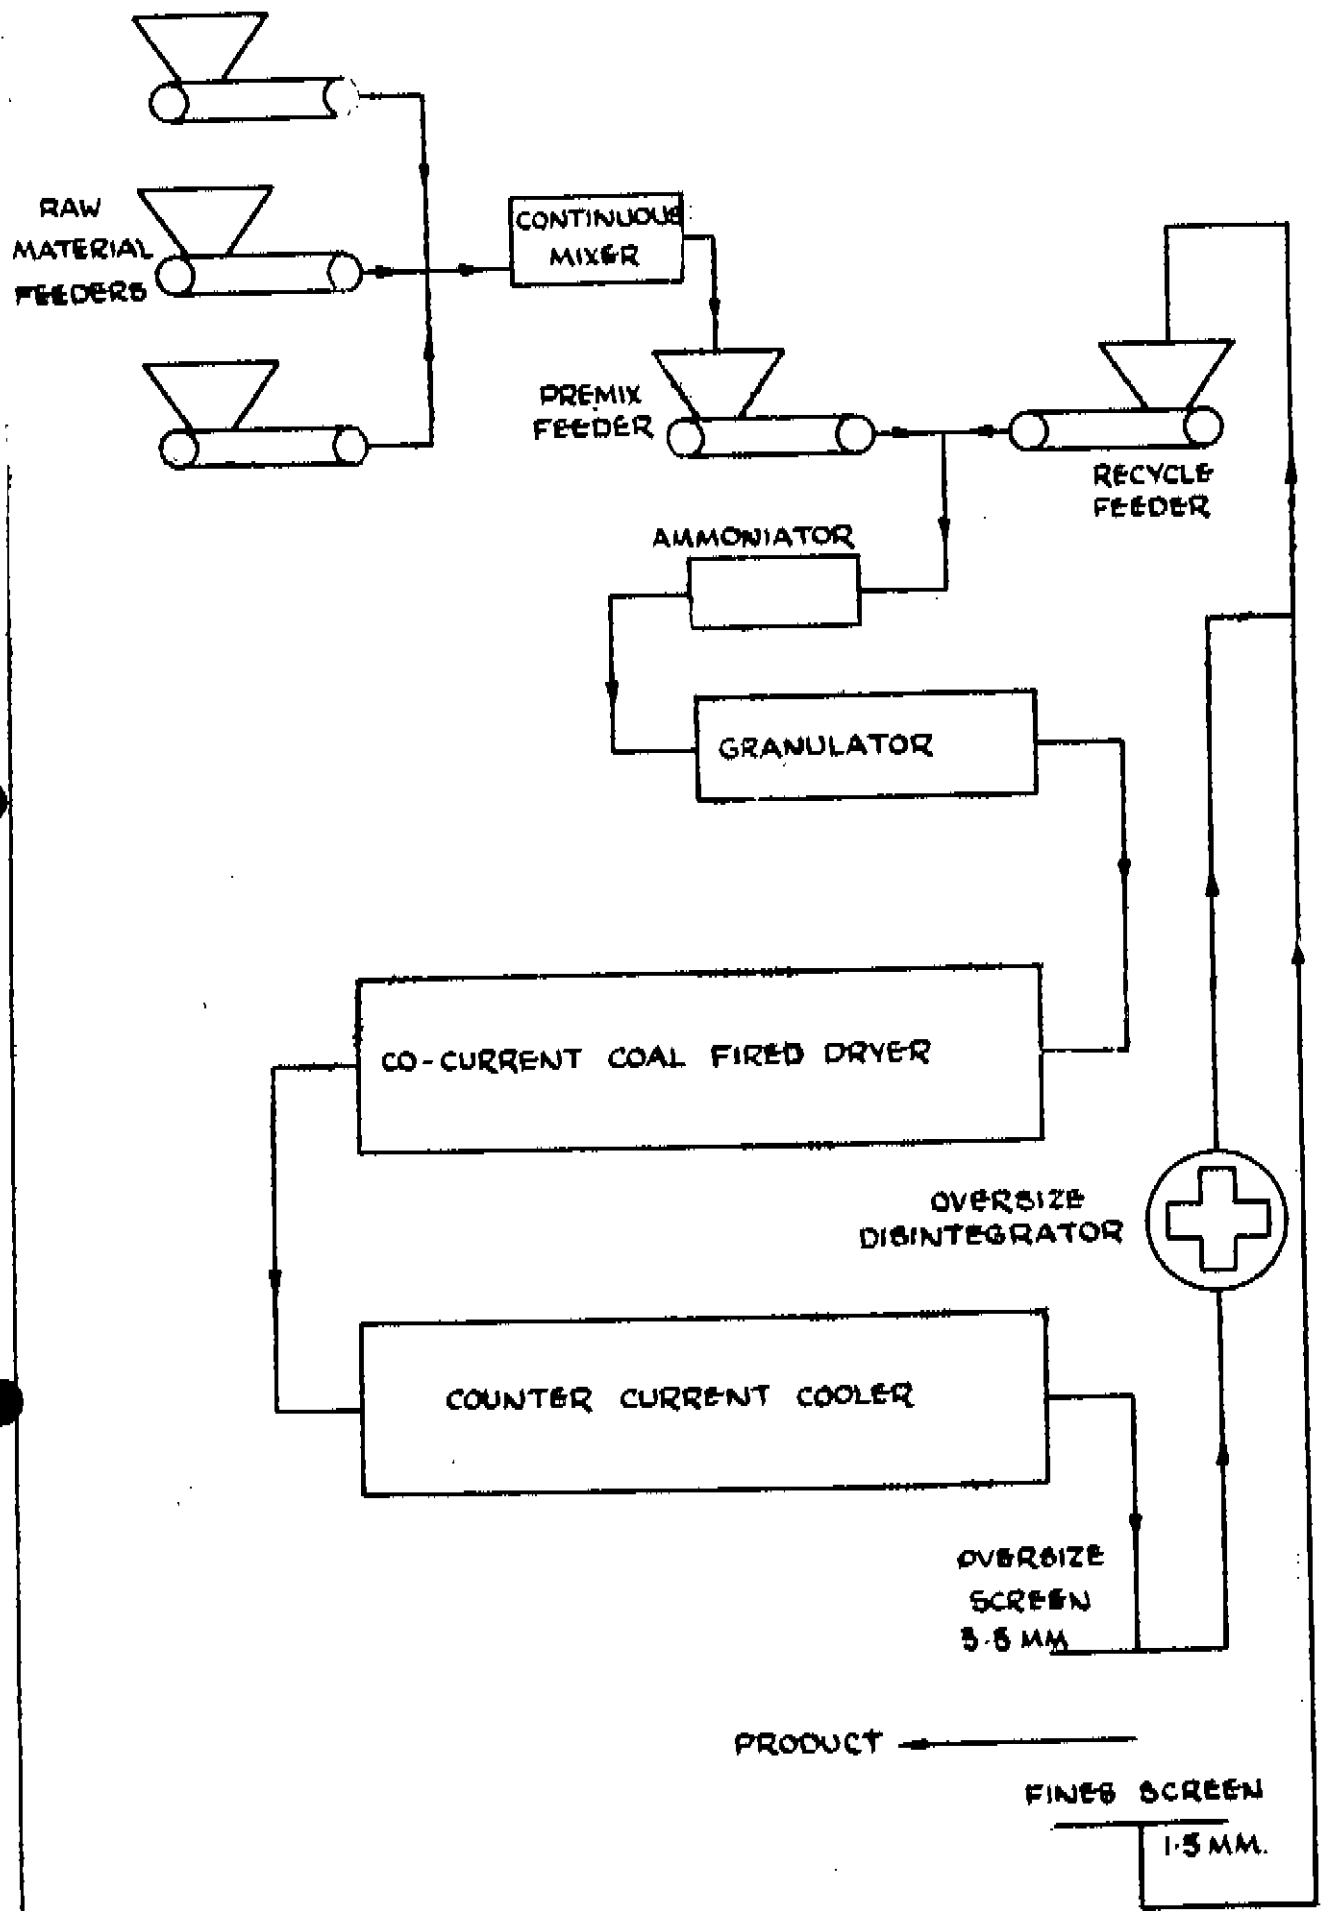 RAW
MATERIAL
FEEDERS
CONTINUOUS
MIXER
PREMIX
FEEDER
RECYCLE
FEEDER
AMMONIATOR
GRANULATOR
CO-CURRENT COAL FIRED DRYER
OVERSIZE
DISINTEGRATOR
COUNTER CURRENT COOLER
OVERSIZE
SCREEN
3.5 MM
PRODUCT
FINES SCREEN
1.5 MM.